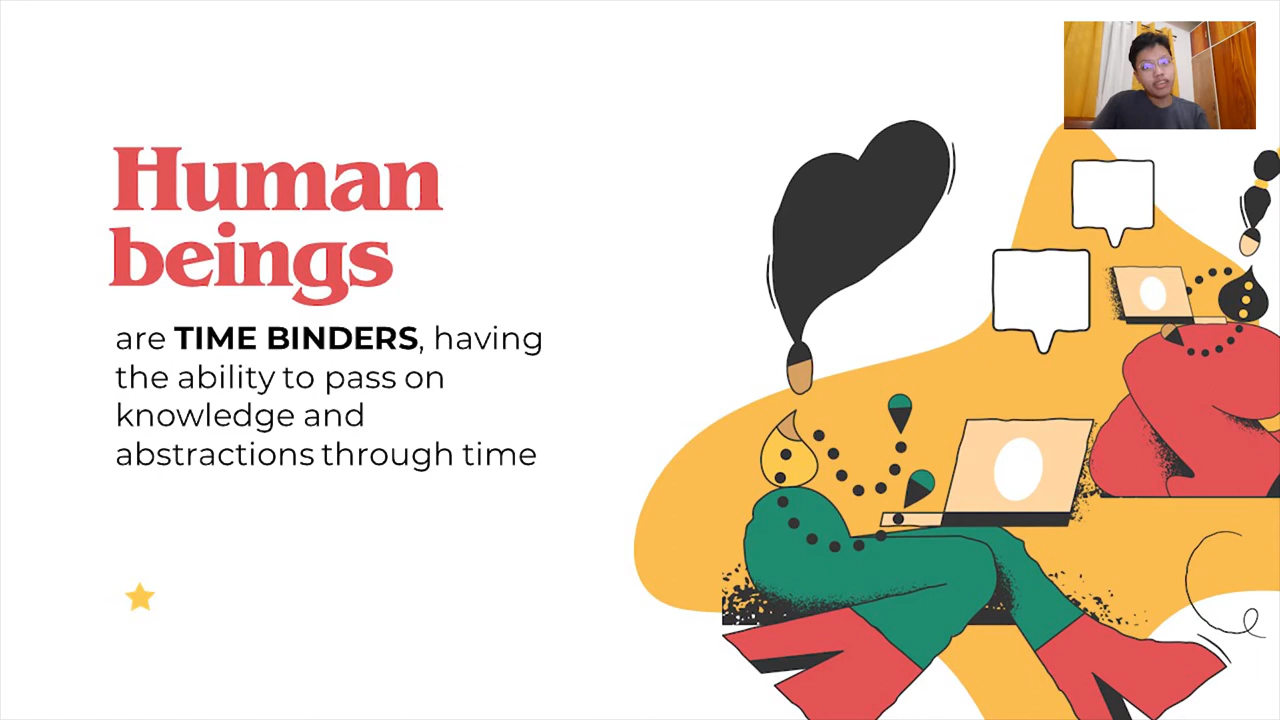 Human
beings
are TIME BINDERS, having
the ability to pass on
knowledge and
abstractions through time